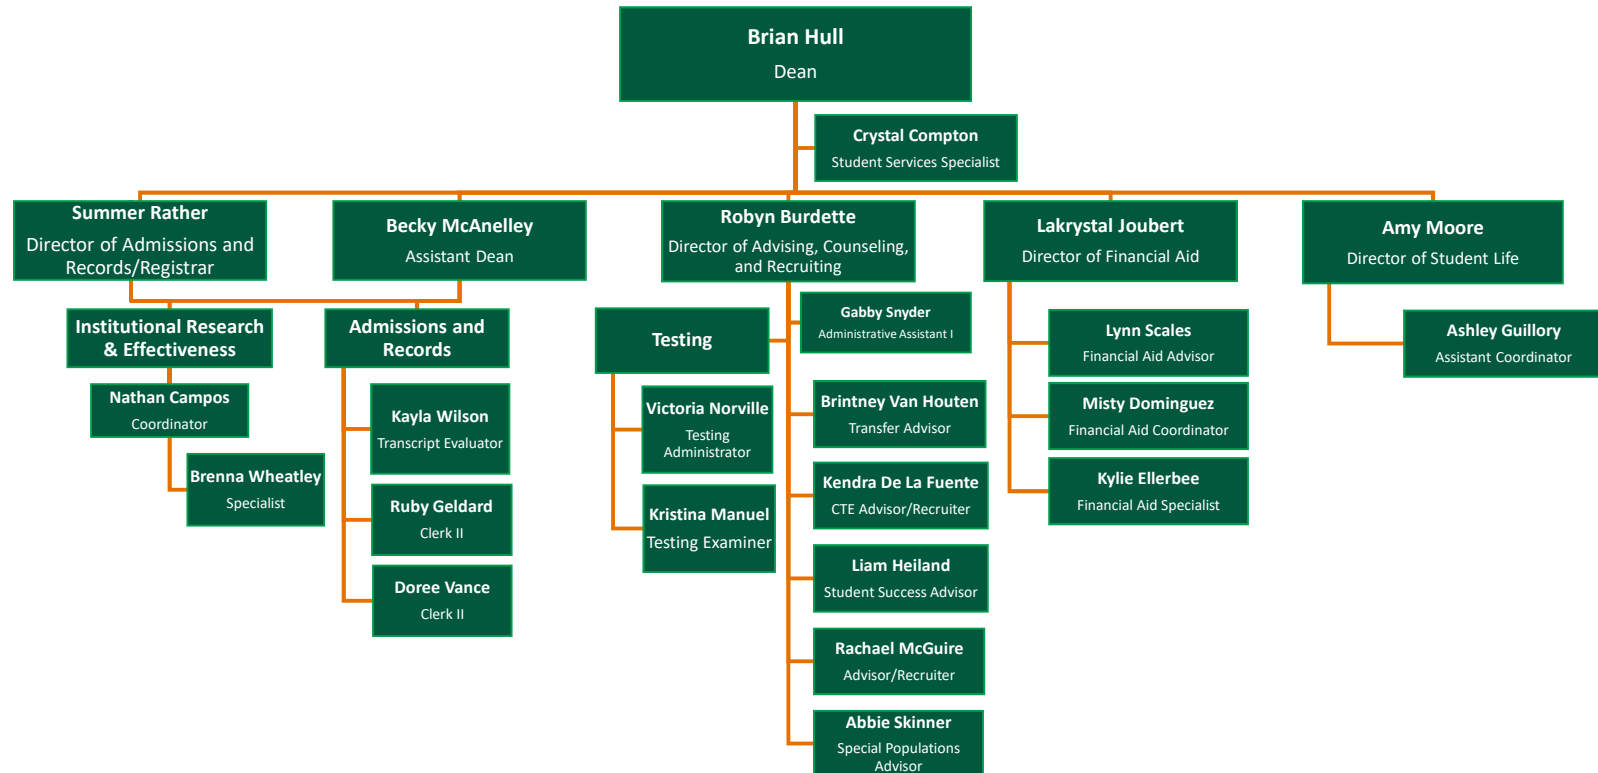 Brian Hull
Dean
Crystal Compton
Student Services Specialist
Summer Rather
Director of Admissions and
Records/Registrar
Becky McAnelley
Assistant Dean
Robyn Burdette
Director of Advising, Counseling,
and Recruiting
Lakrystal Joubert
Director of Financial Aid
Amy Moore
Director of Student Life
Institutional Research
& Effectiveness
Nathan Campos
Coordinator
Brenna Wheatley
Specialist
Admissions and
Records
Kayla Wilson
Transcript Evaluator
Ruby Geldard
Clerk II
Doree Vance
Clerk II
Testing
Victoria Norville
Testing
Administrator
Kristina Manuel
Testing Examiner
Gabby Snyder
Administrative Assistant I
Brintney Van Houten
Transfer Advisor
Kendra De La Fuente
CTE Advisor/Recruiter
Liam Heiland
Student Success Advisor
Rachael McGuire
Advisor/Recruiter
Abbie Skinner
Special Populations
Advisor
Lynn Scales
Financial Aid Advisor
Misty Dominguez
Financial Aid Coordinator
Kylie Ellerbee
Financial Aid Specialist
Ashley Guillory
Assistant Coordinator